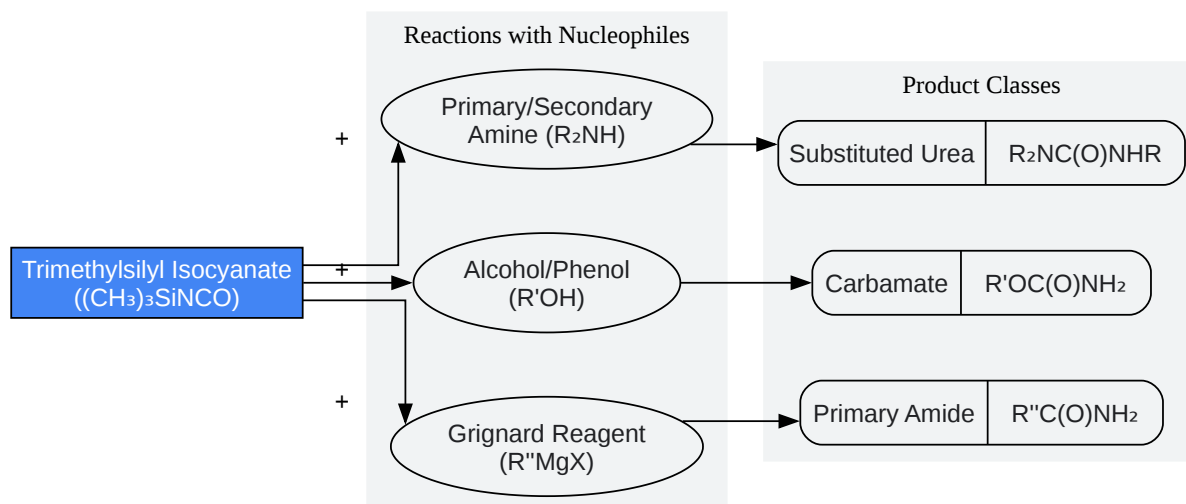 Reactions with Nucleophiles
Product Classes
+
Primary/Secondary
Amine (R₂NH)
Substituted Urea
R₂NC(O)NHR
Trimethylsilyl Isocyanate
((CH₃)₃SiNCO)
+
Alcohol/Phenol
(R'OH)
Carbamate
R'OC(O)NH₂
+
Grignard Reagent
(R"MgX)
Primary Amide
R"C(O)NH₂